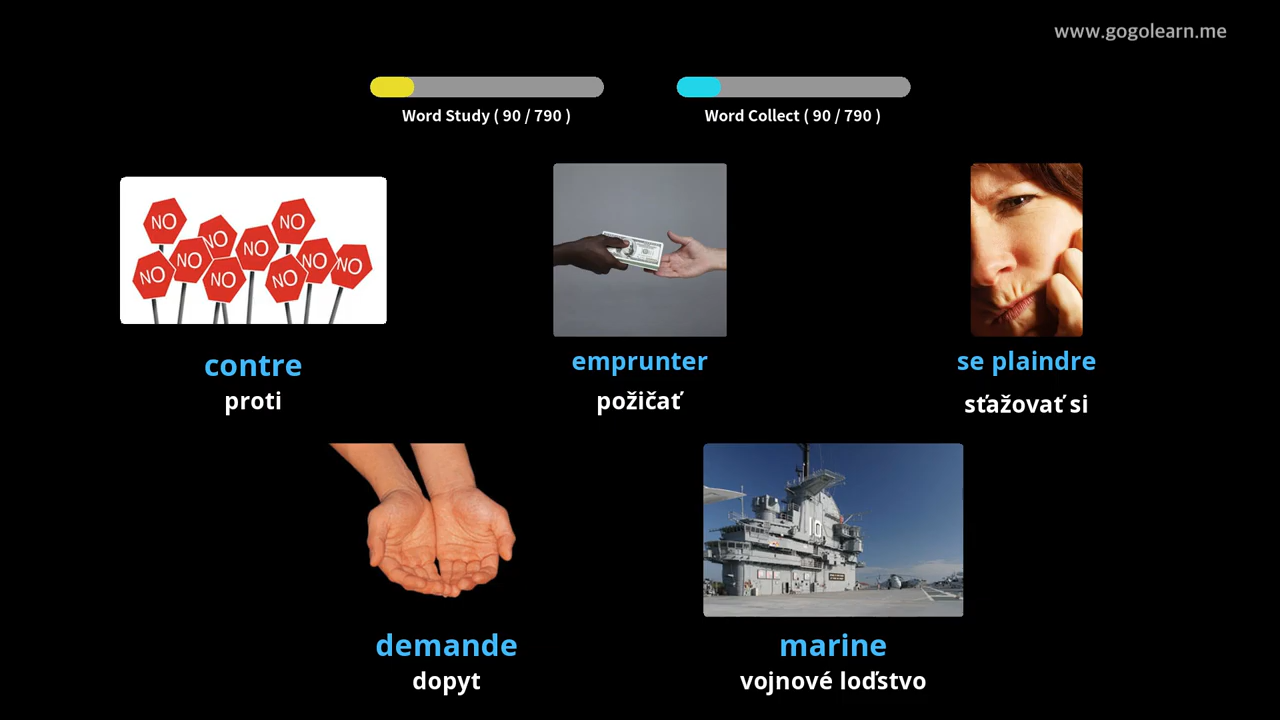 www.gogolearn.me
Word Study ( 90 / 790 )
Word Collect ( 90 / 790 )
NO NO NO NO NO NO NO NO NO NO
contre
proti
emprunter
požičať
se plaindre
sťažovať si
10
demande
dopyt
marine
vojnové loďstvo